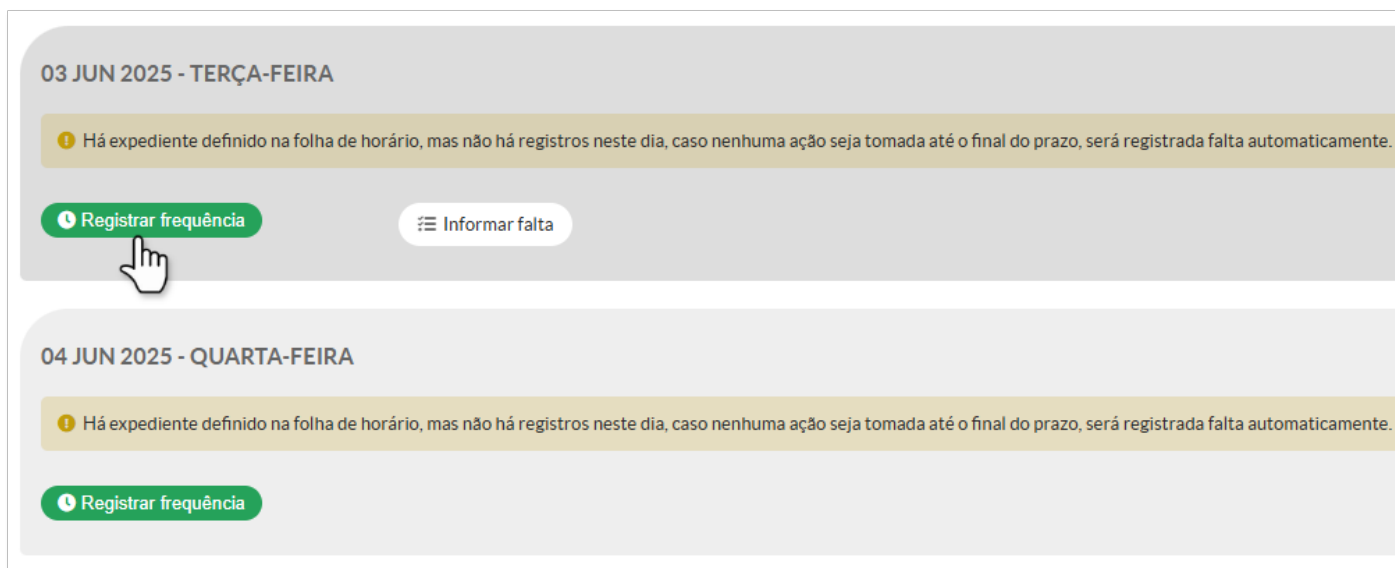 03 JUN 2025 - TERÇA-FEIRA
Há expediente definido na folha de horário, mas não há registros neste dia, caso nenhuma ação seja tomada até o final do prazo, será registrada falta automaticamente.
Registrar frequência
Informar falta
04 JUN 2025 - QUARTA-FEIRA
Há expediente definido na folha de horário, mas não há registros neste dia, caso nenhuma ação seja tomada até o final do prazo, será registrada falta automaticamente.
Registrar frequência